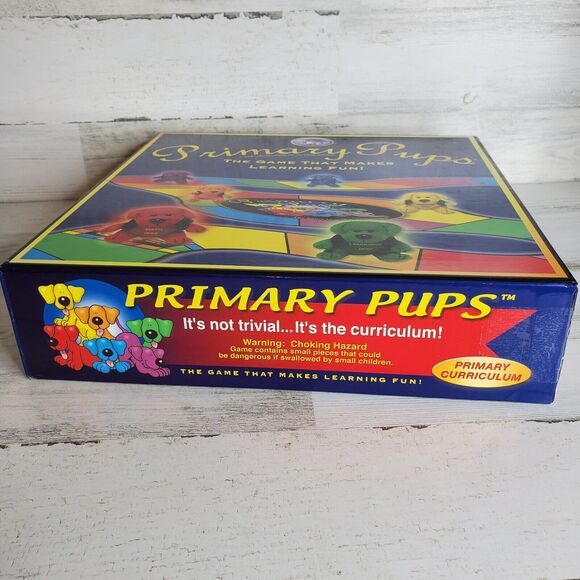 Primary Pups
THE GAME THAT MAKES
LEARNING FUN!
PRIMARY PUPS™
It's not trivial...It's the curriculum!
Warning: Choking Hazard
Game contains small pieces that could
be dangerous if swallowed by small children.
PRIMARY
CURRICULUM
THE GAME THAT MAKES LEARNING FUN!